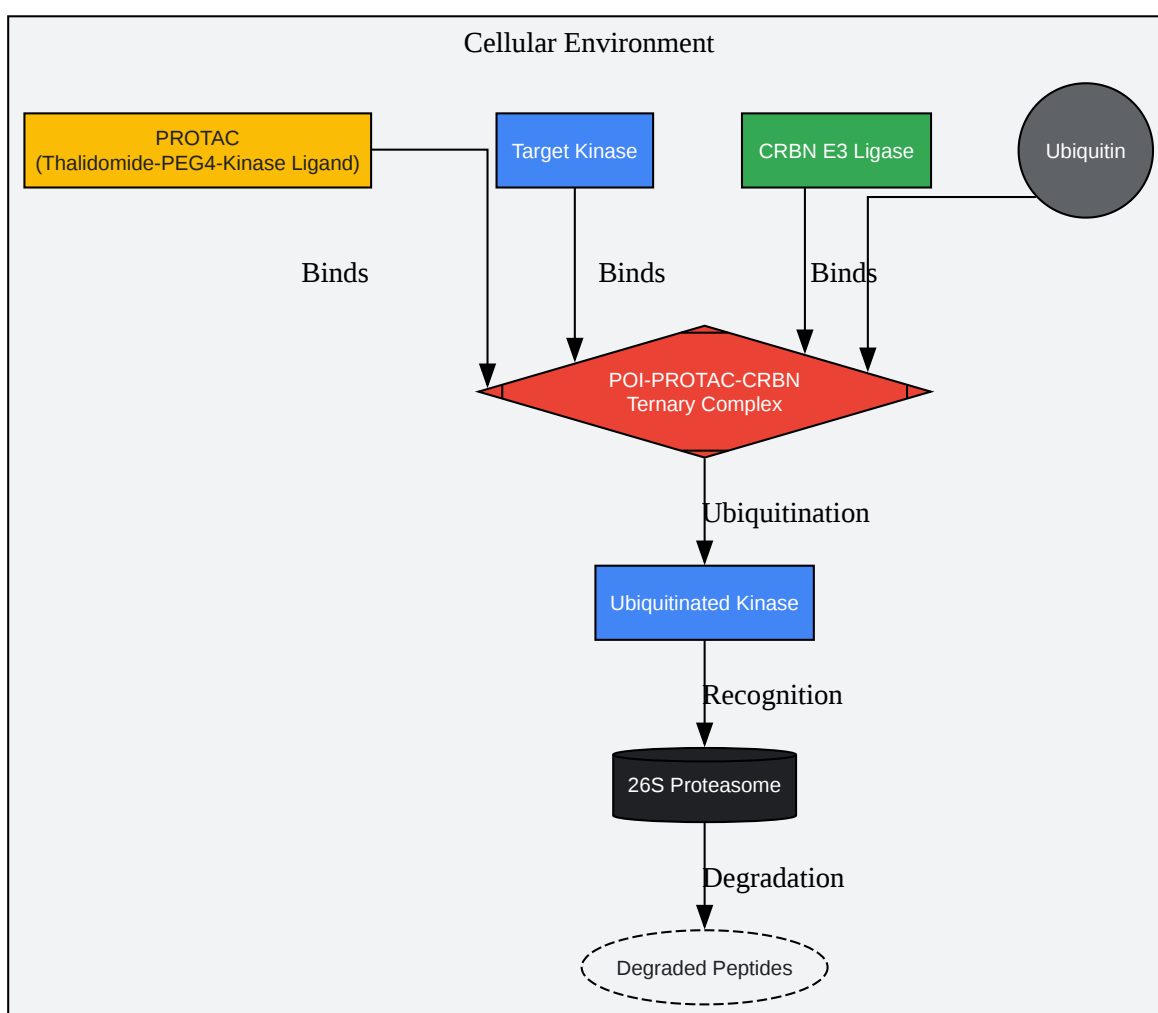 Cellular Environment
PROTAC
(Thalidomide-PEG4-Kinase Ligand)
Target Kinase
CRBN E3 Ligase
Ubiquitin
Binds
Binds
Binds
POI-PROTAC-CRBN
Ternary Complex
Ubiquitination
Ubiquitinated Kinase
Recognition
26S Proteasome
Degradation
Degraded Peptides